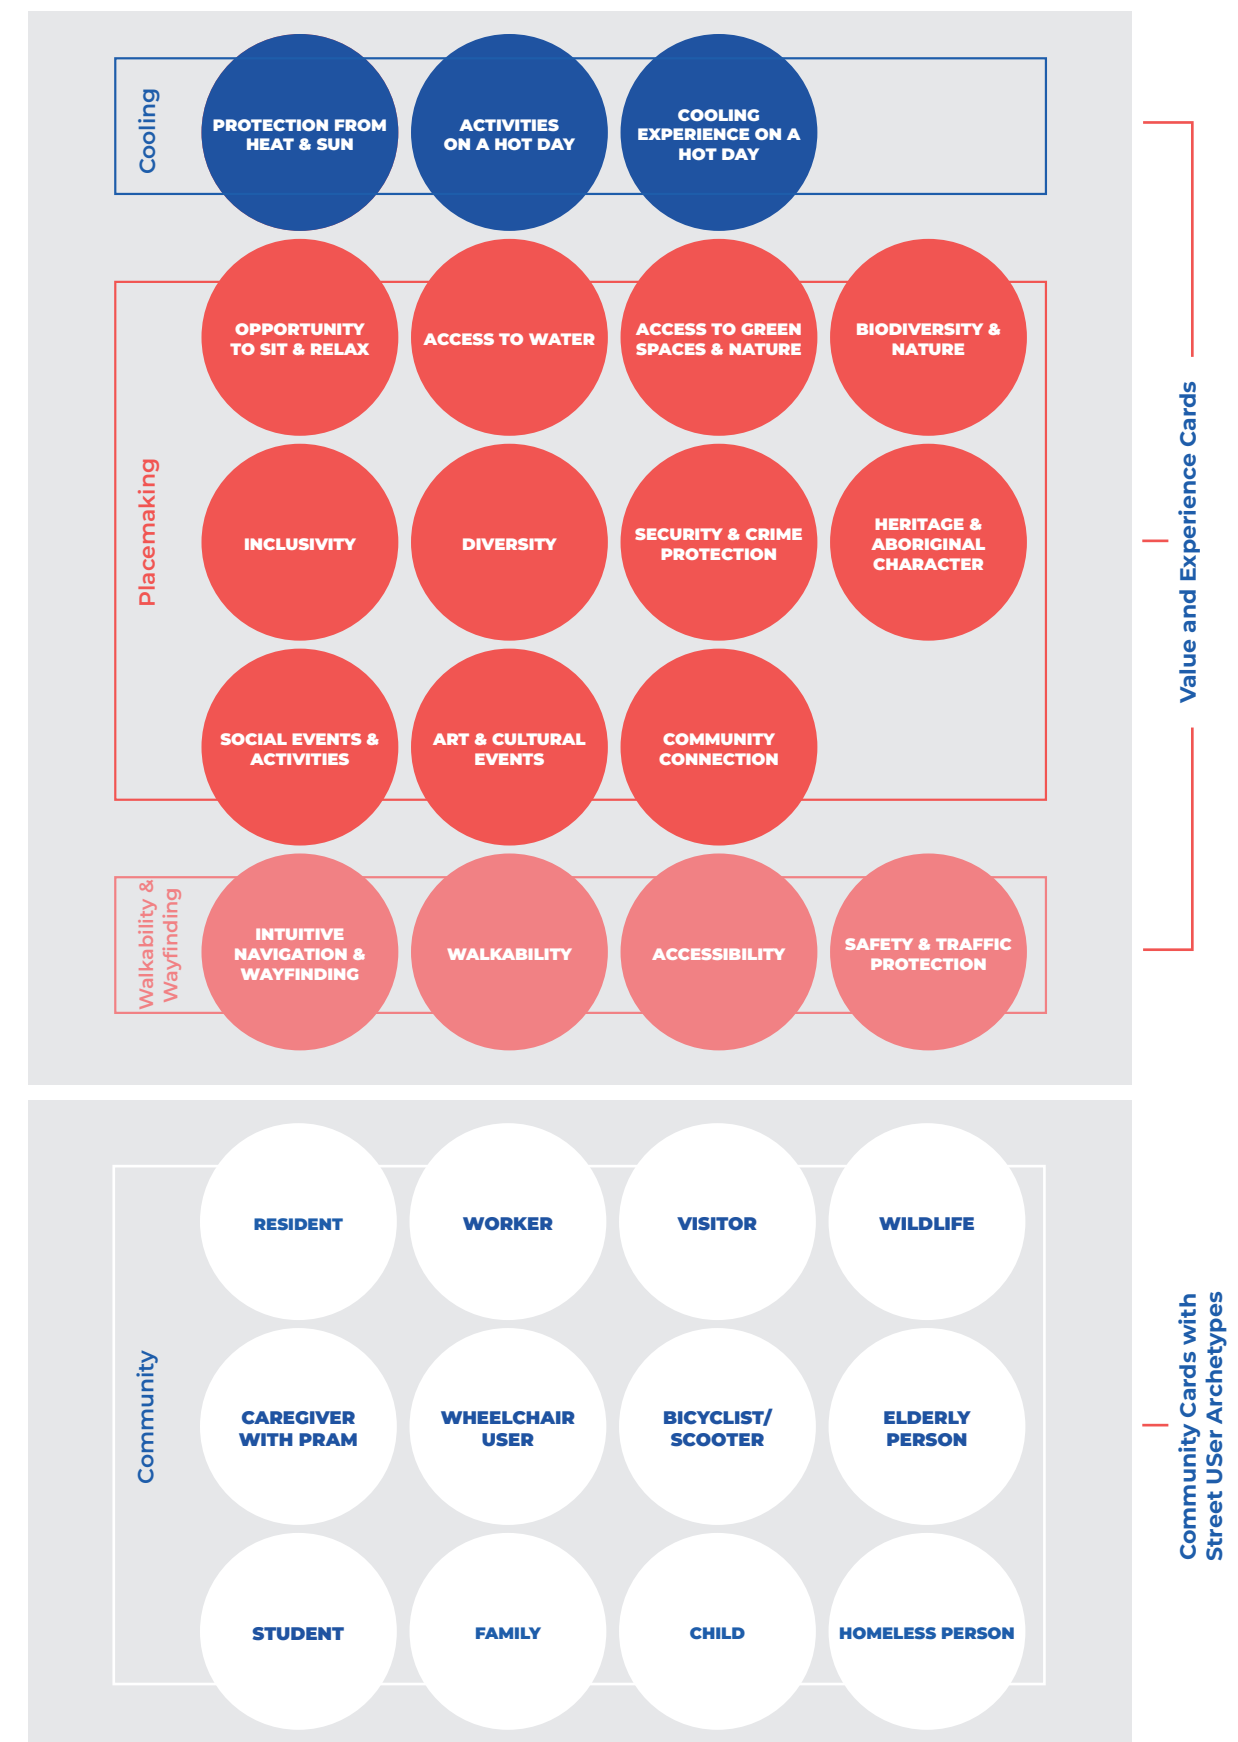 Cooling
PROTECTION FROM
HEAT & SUN
ACTIVITIES
ON A HOT DAY
COOLING
EXPERIENCE ON A
HOT DAY
Placemaking
OPPORTUNITY
TO SIT & RELAX
ACCESS TO WATER
ACCESS TO GREEN
SPACES & NATURE
BIODIVERSITY &
NATURE
INCLUSIVITY
DIVERSITY
SECURITY & CRIME
PROTECTION
HERITAGE &
ABORIGINAL
CHARACTER
SOCIAL EVENTS &
ACTIVITIES
ART & CULTURAL
EVENTS
COMMUNITY
CONNECTION
Walkability &
Wayfinding
INTUITIVE
NAVIGATION &
WAYFINDING
WALKABILITY
ACCESSIBILITY
SAFETY & TRAFFIC
PROTECTION
Value and Experience Cards
Community
RESIDENT
WORKER
VISITOR
WILDLIFE
CAREGIVER
WITH PRAM
WHEELCHAIR
USER
BICYCLIST/
SCOOTER
ELDERLY
PERSON
STUDENT
FAMILY
CHILD
HOMELESS PERSON
Community Cards with
Street USer Archetypes